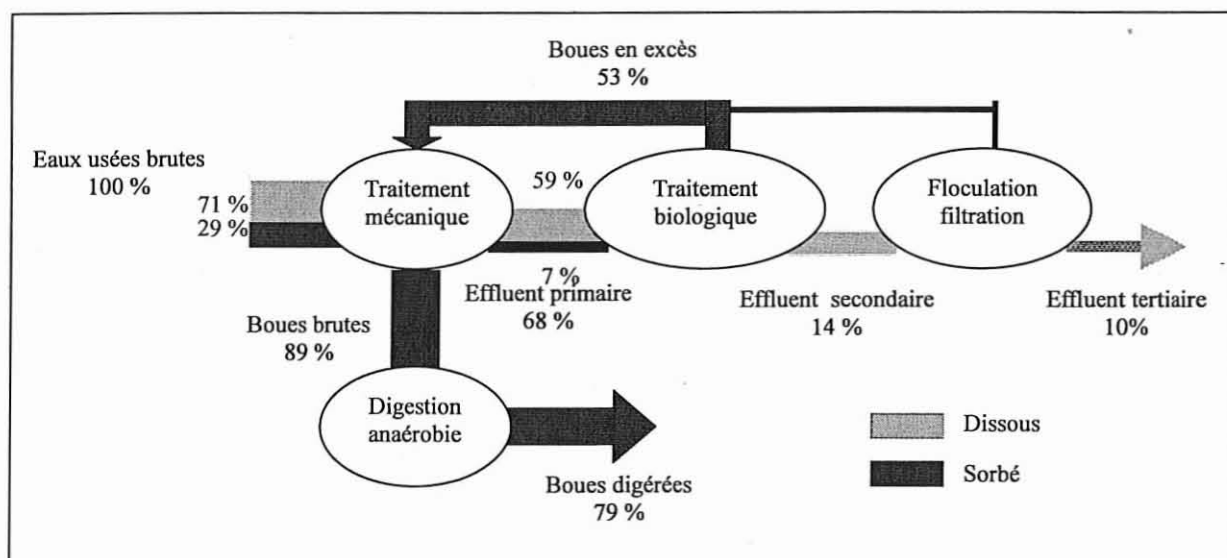 Boues en excès
53 %
Eaux usées brutes
100 %
71 %
29 %
Traitement
mécanique
59 %
Traitement
biologique
Floculation
filtration
7 %
Effluent primaire
68 %
Effluent secondaire
14 %
Effluent tertiaire
10%
Boues brutes
89 %
Digestion
anaérobie
Boues digérées
79 %
Dissous
Sorbé